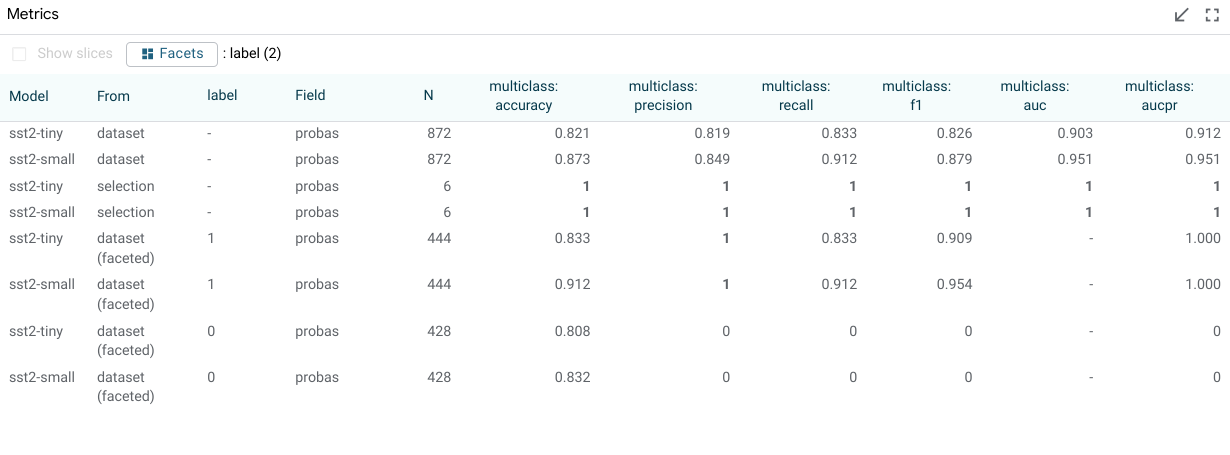 Metrics
Show slices Facets : label (2)
Model From label Field N multiclass: accuracy multiclass: precision multiclass: recall multiclass: f1 multiclass: auc multiclass: aucpr
sst2-tiny dataset - probas 872 0.821 0.819 0.833 0.826 0.903 0.912
sst2-small dataset - probas 872 0.873 0.849 0.912 0.879 0.951 0.951
sst2-tiny selection - probas 6 1 1 1 1 1 1
sst2-small selection - probas 6 1 1 1 1 1 1
sst2-tiny dataset (faceted) 1 probas 444 0.833 1 0.833 0.909 - 1.000
sst2-small dataset (faceted) 1 probas 444 0.912 1 0.912 0.954 - 1.000
sst2-tiny dataset (faceted) 0 probas 428 0.808 0 0 0 - 0
sst2-small dataset (faceted) 0 probas 428 0.832 0 0 0 - 0